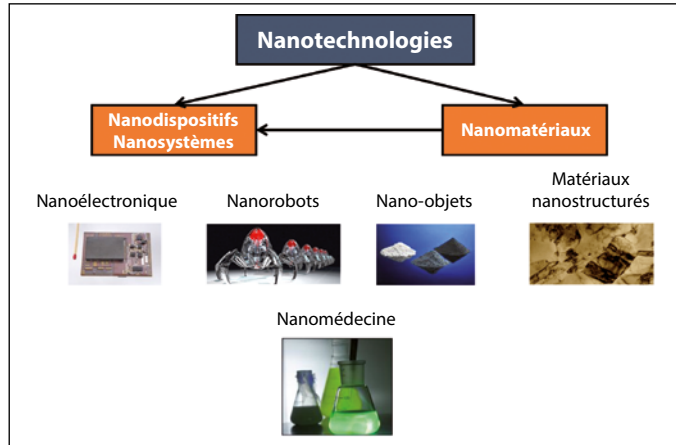 Nanotechnologies
Nanodispositifs
Nanosystèmes
Nanomatériaux
Nanoélectronique
Nanorobots
Nano-objets
Matériaux
nanostructurés
Nanomédecine